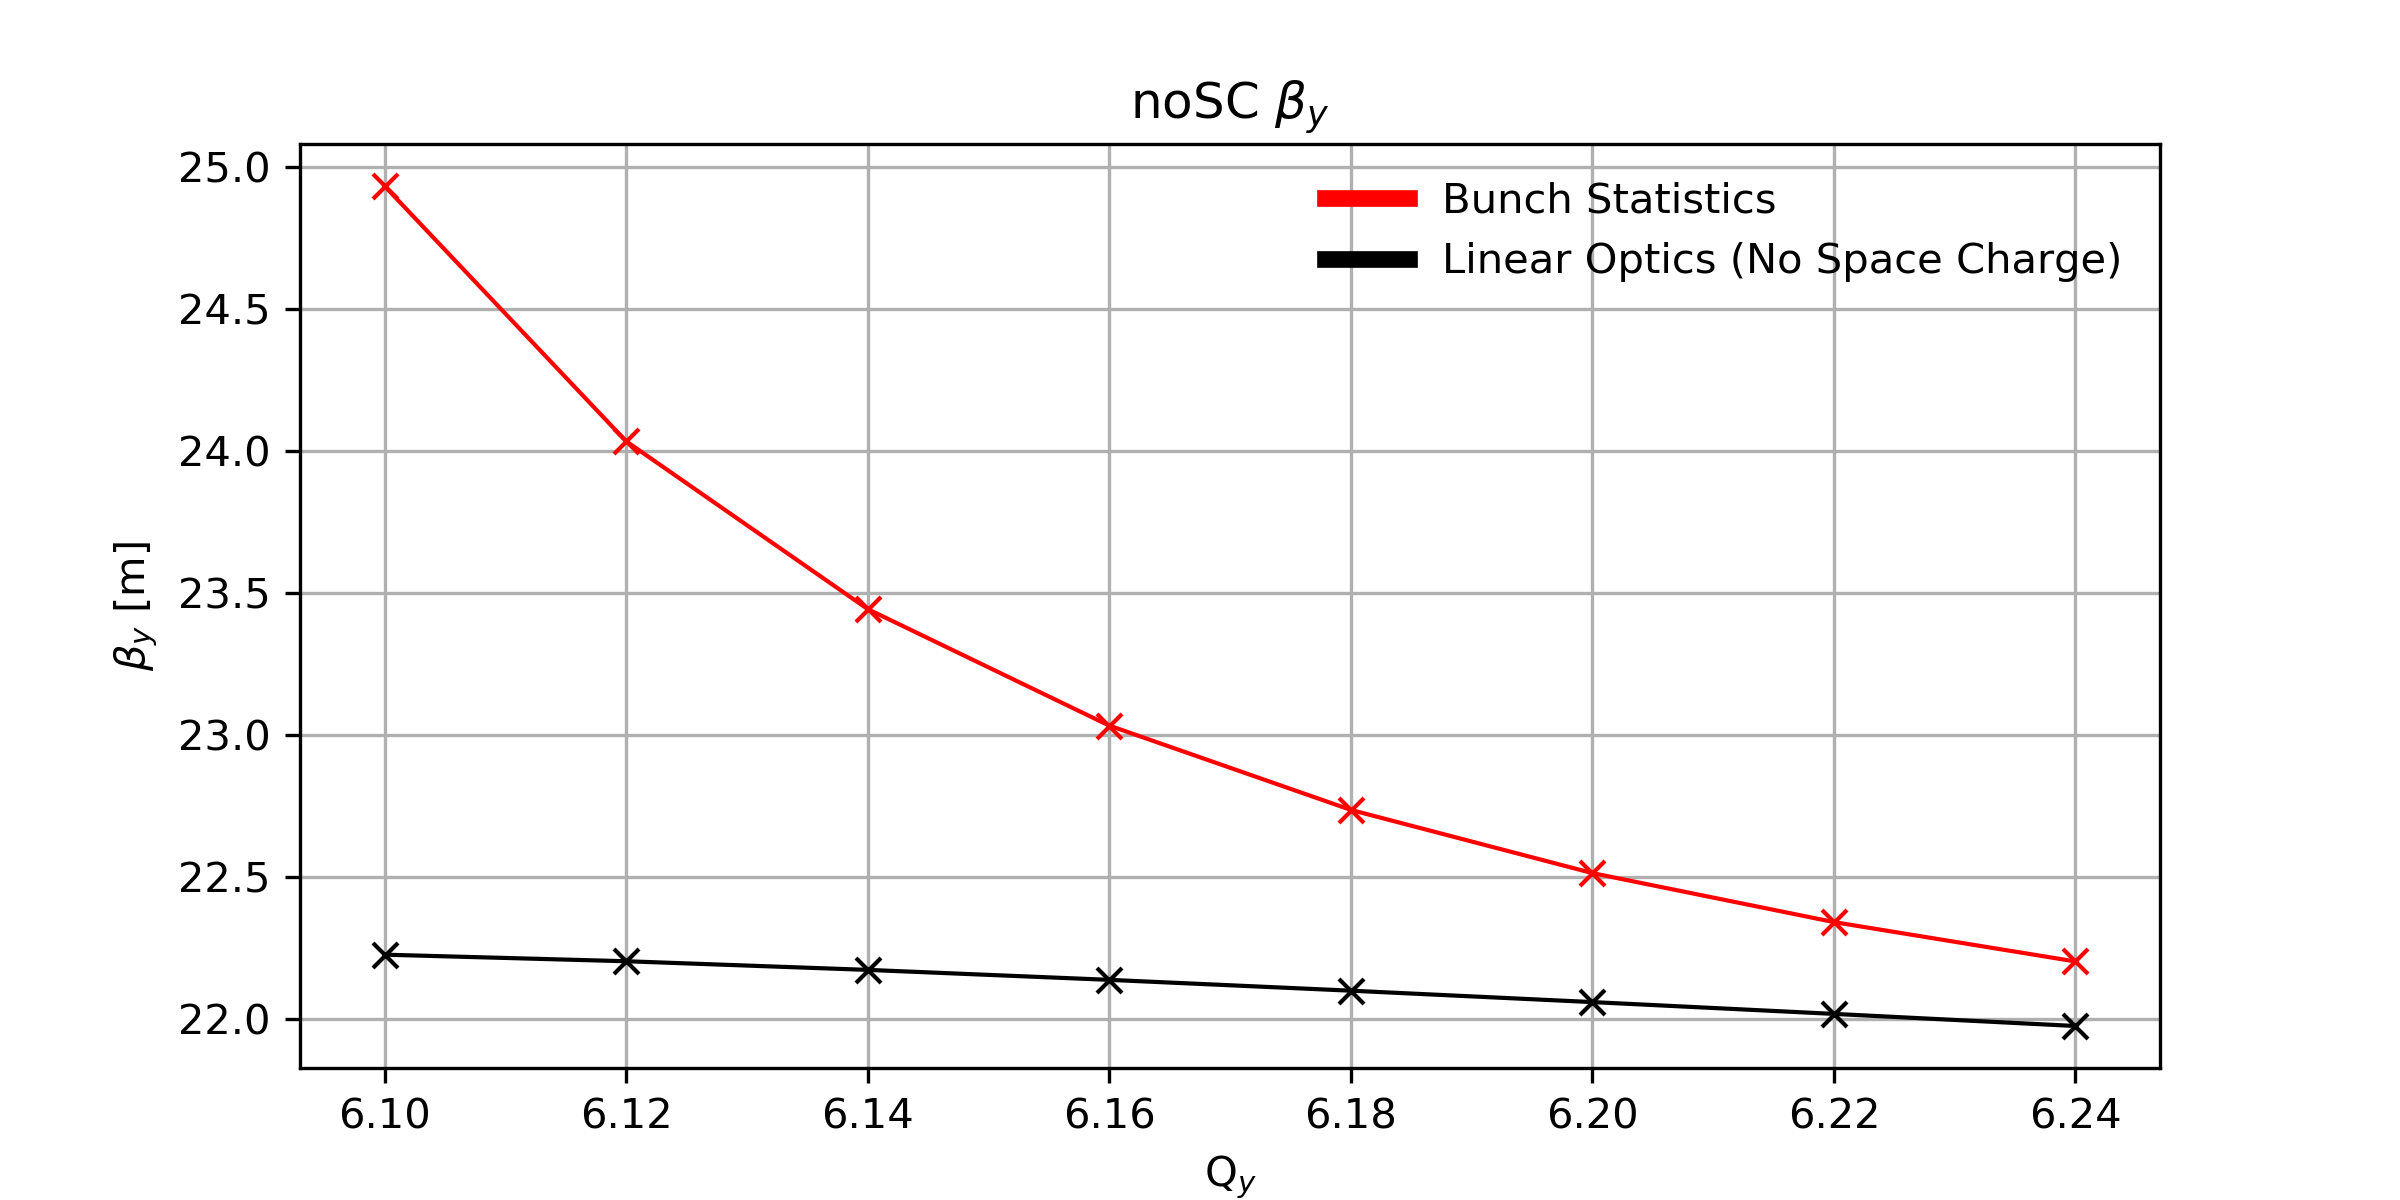 noSC βy
Bunch Statistics
Linear Optics (No Space Charge)
βy [m]
25.0
24.5
24.0
23.5
23.0
22.5
22.0
6.10 6.12 6.14 6.16 6.18 6.20 6.22 6.24
Qy